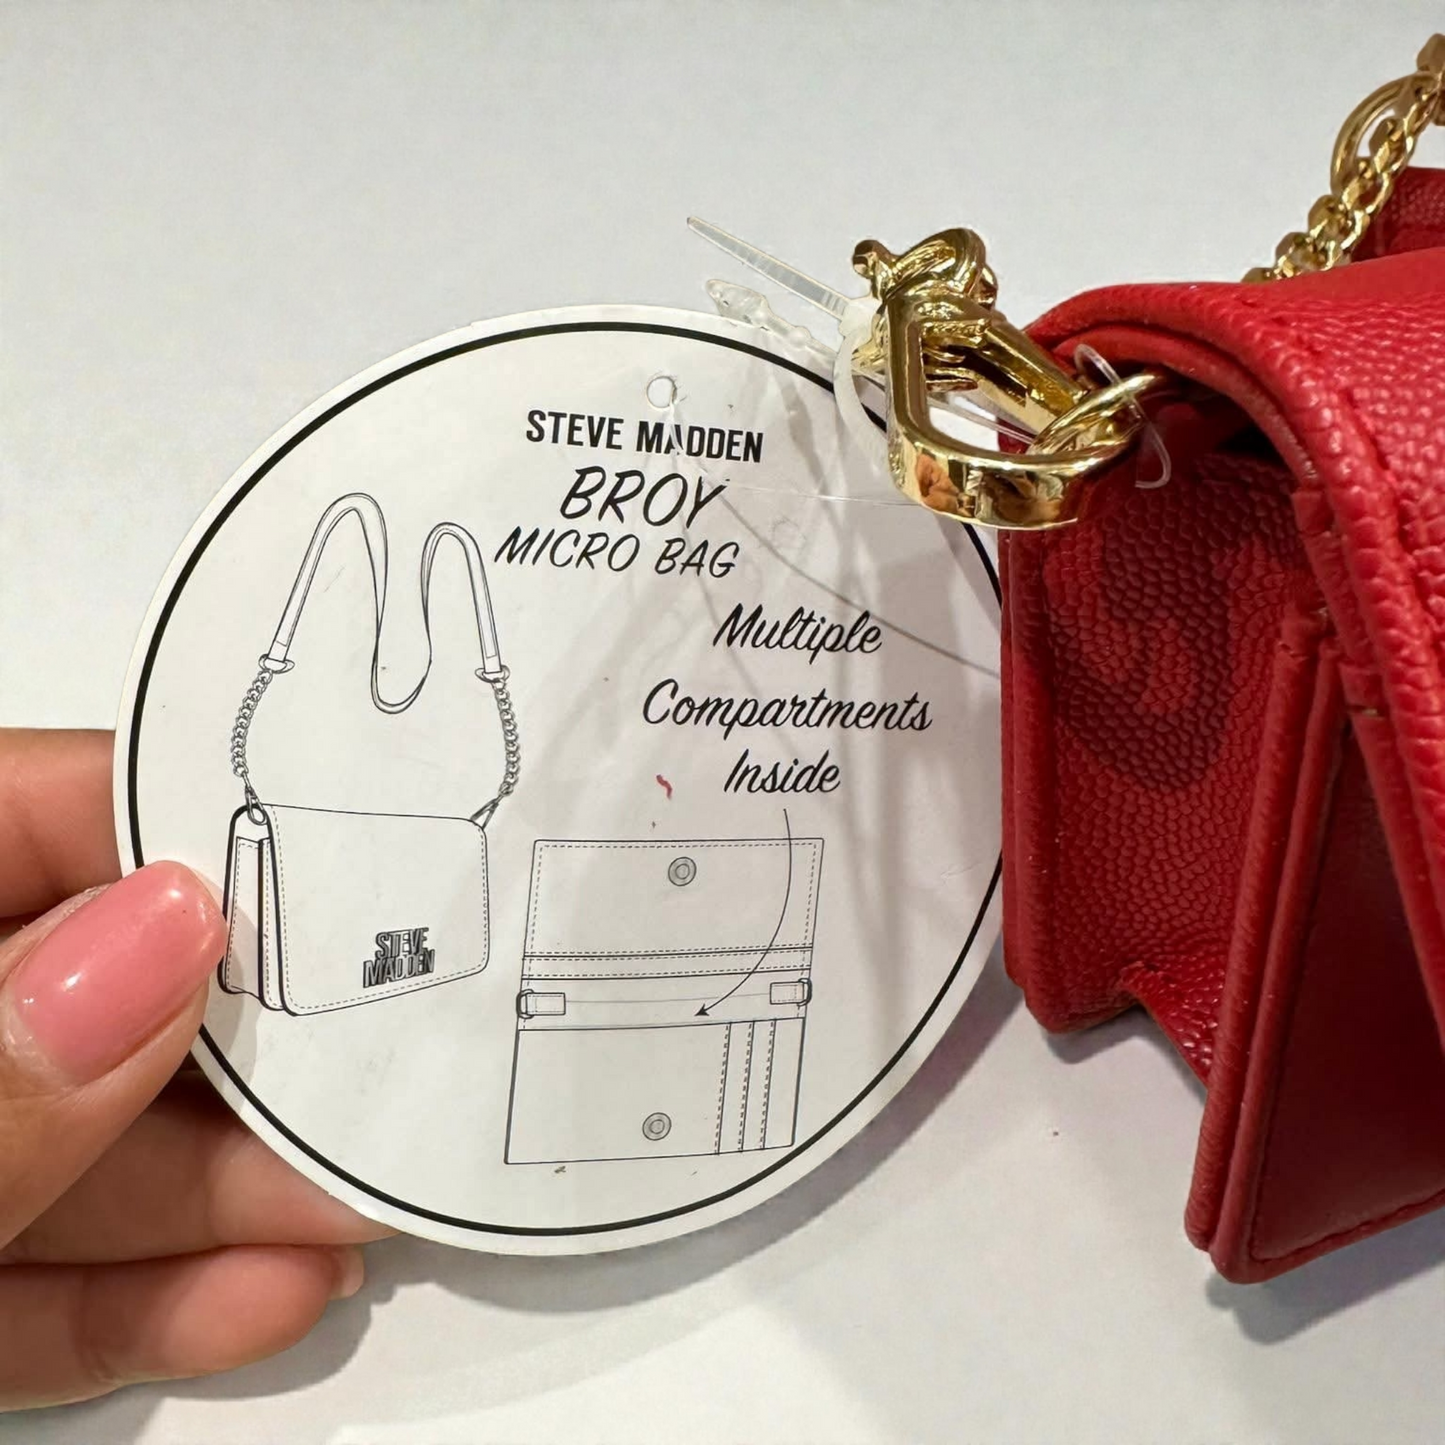 STEVE MADDEN
BROY
MICRO BAG
Multiple
Compartments
Inside
STEVE
MADDEN